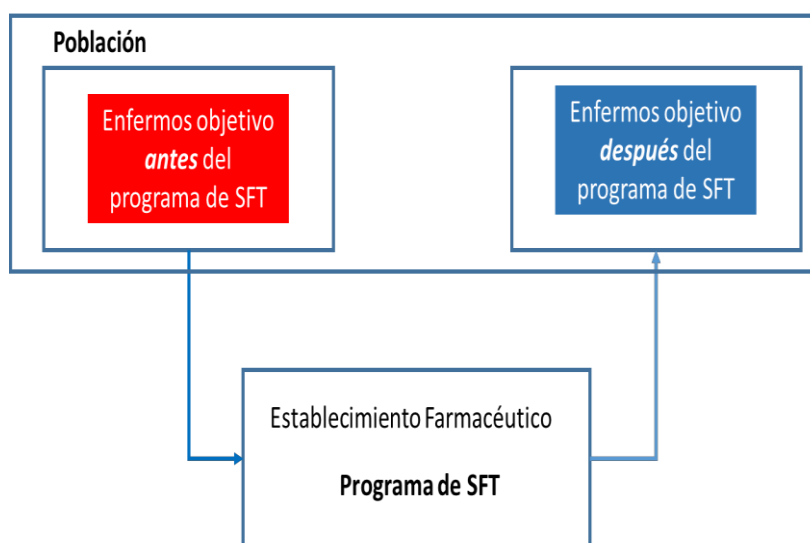 Población
Enfermos objetivo
antes del
programa de SFT
Enfermos objetivo
después del
programa de SFT
Establecimiento Farmacéutico
Programa de SFT